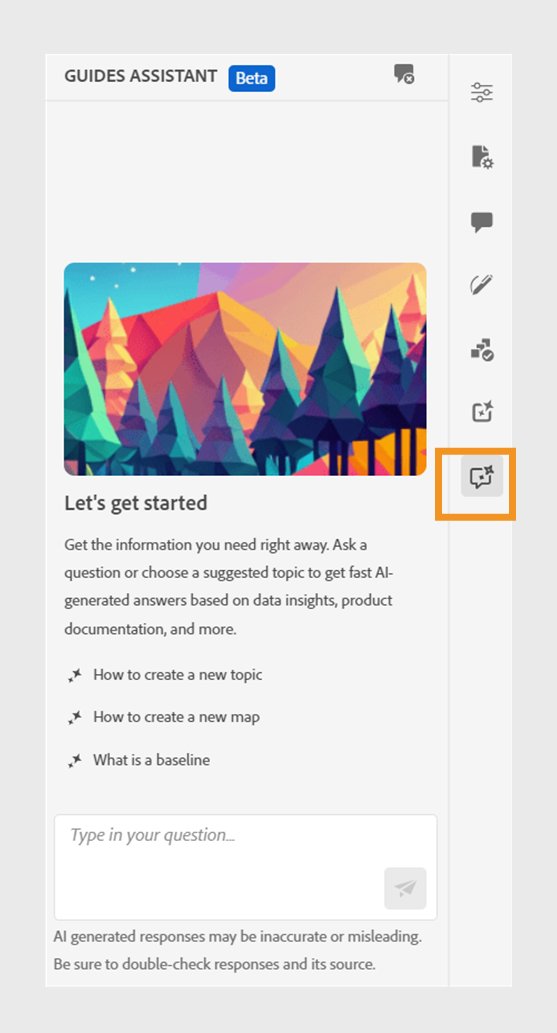 GUIDES ASSISTANT Beta
Let's get started
Get the information you need right away. Ask a
question or choose a suggested topic to get fast AI-
generated answers based on data insights, product
documentation, and more.
How to create a new topic
How to create a new map
What is a baseline
Type in your question...
AI generated responses may be inaccurate or misleading.
Be sure to double-check responses and its source.